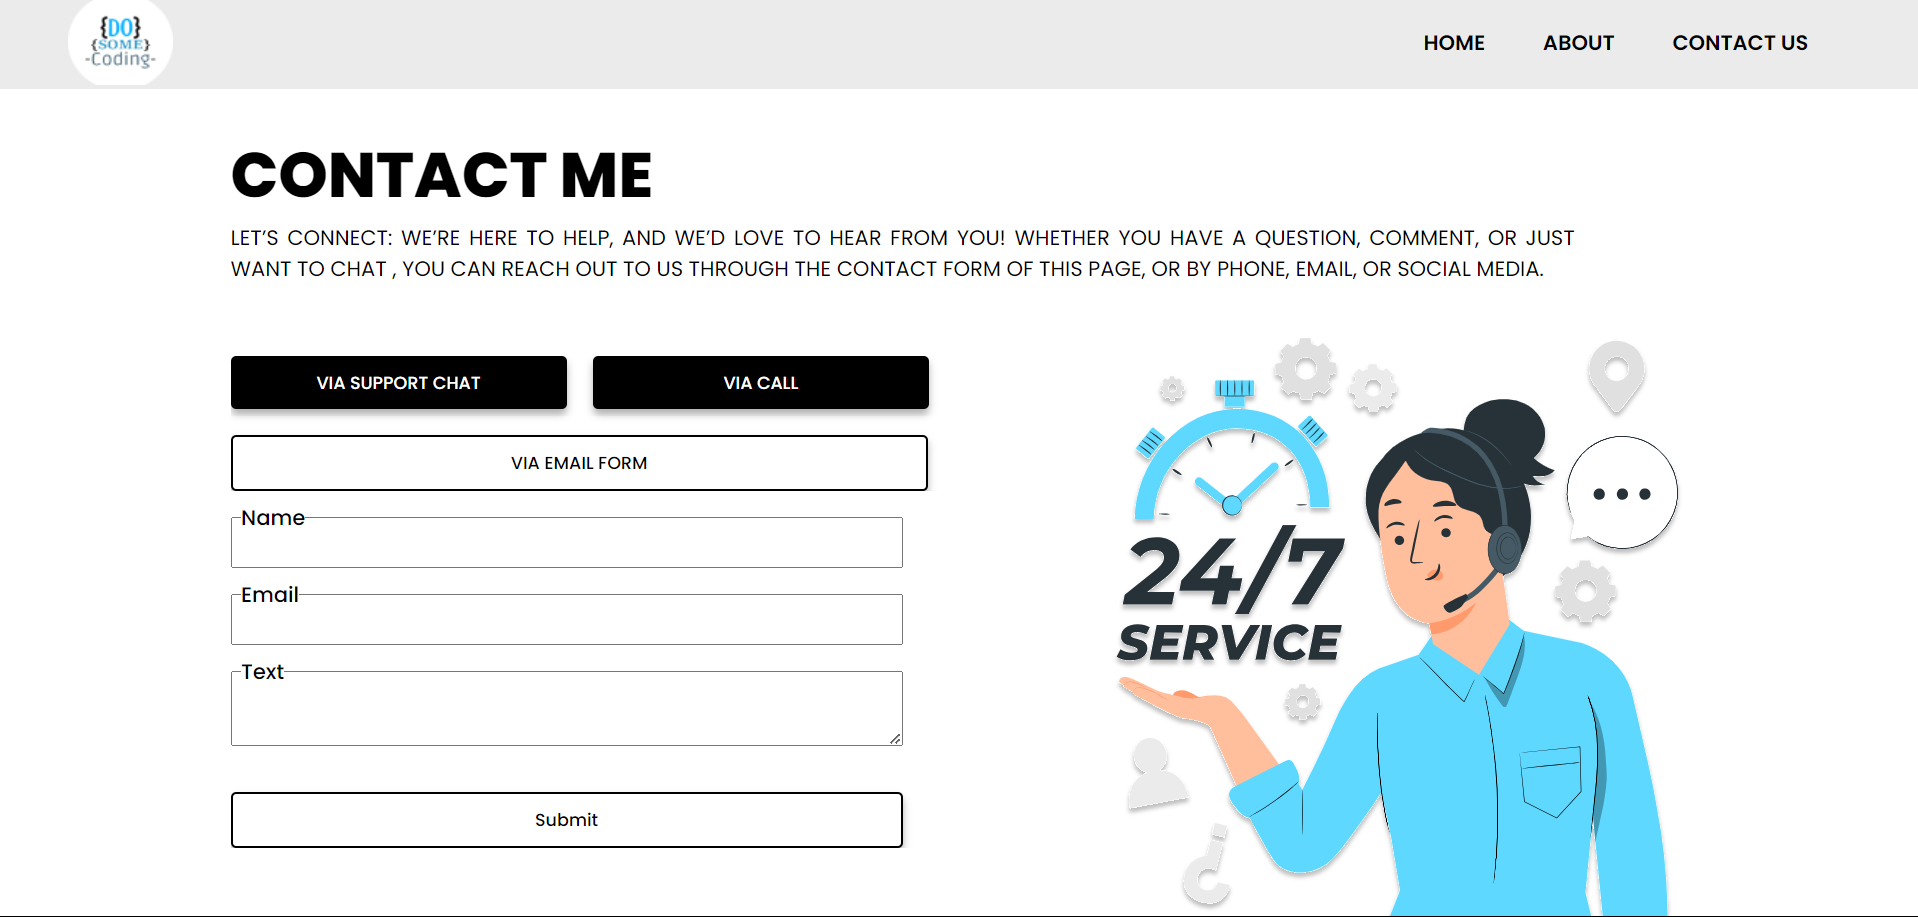 {DO}
{SOME}
-Coding-
HOME ABOUT CONTACT US
CONTACT ME
LET’S CONNECT: WE’RE HERE TO HELP, AND WE’D LOVE TO HEAR FROM YOU! WHETHER YOU HAVE A QUESTION, COMMENT, OR JUST
WANT TO CHAT , YOU CAN REACH OUT TO US THROUGH THE CONTACT FORM OF THIS PAGE, OR BY PHONE, EMAIL, OR SOCIAL MEDIA.
VIA SUPPORT CHAT
VIA CALL
VIA EMAIL FORM
Name
Email
Text
Submit
24/7
SERVICE